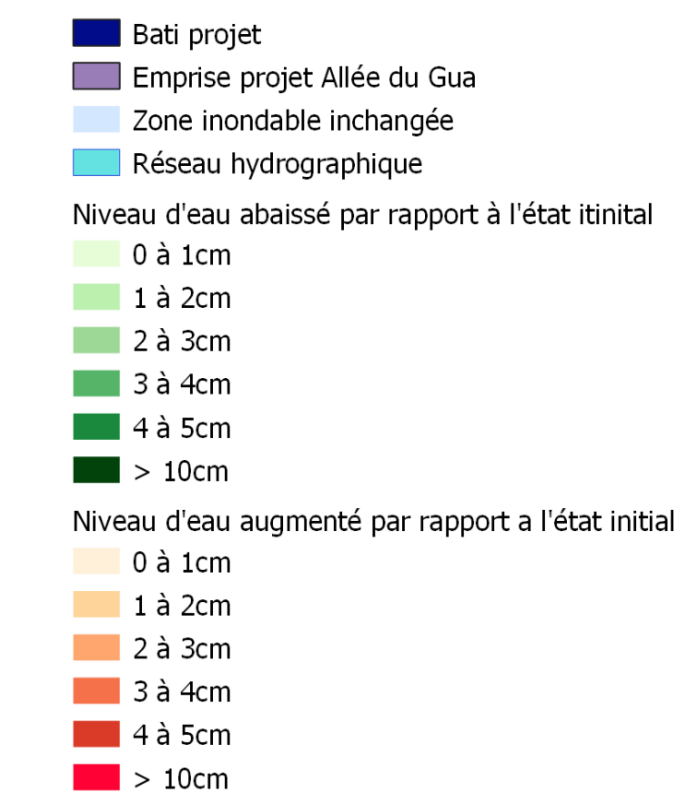 Bati projet
Emprise projet Allée du Gua
Zone inondable inchangée
Réseau hydrographique
Niveau d'eau abaissé par rapport à l'état itinital
0 à 1cm
1 à 2cm
2 à 3cm
3 à 4cm
4 à 5cm
> 10cm
Niveau d'eau augmenté par rapport a l'état initial
0 à 1cm
1 à 2cm
2 à 3cm
3 à 4cm
4 à 5cm
> 10cm